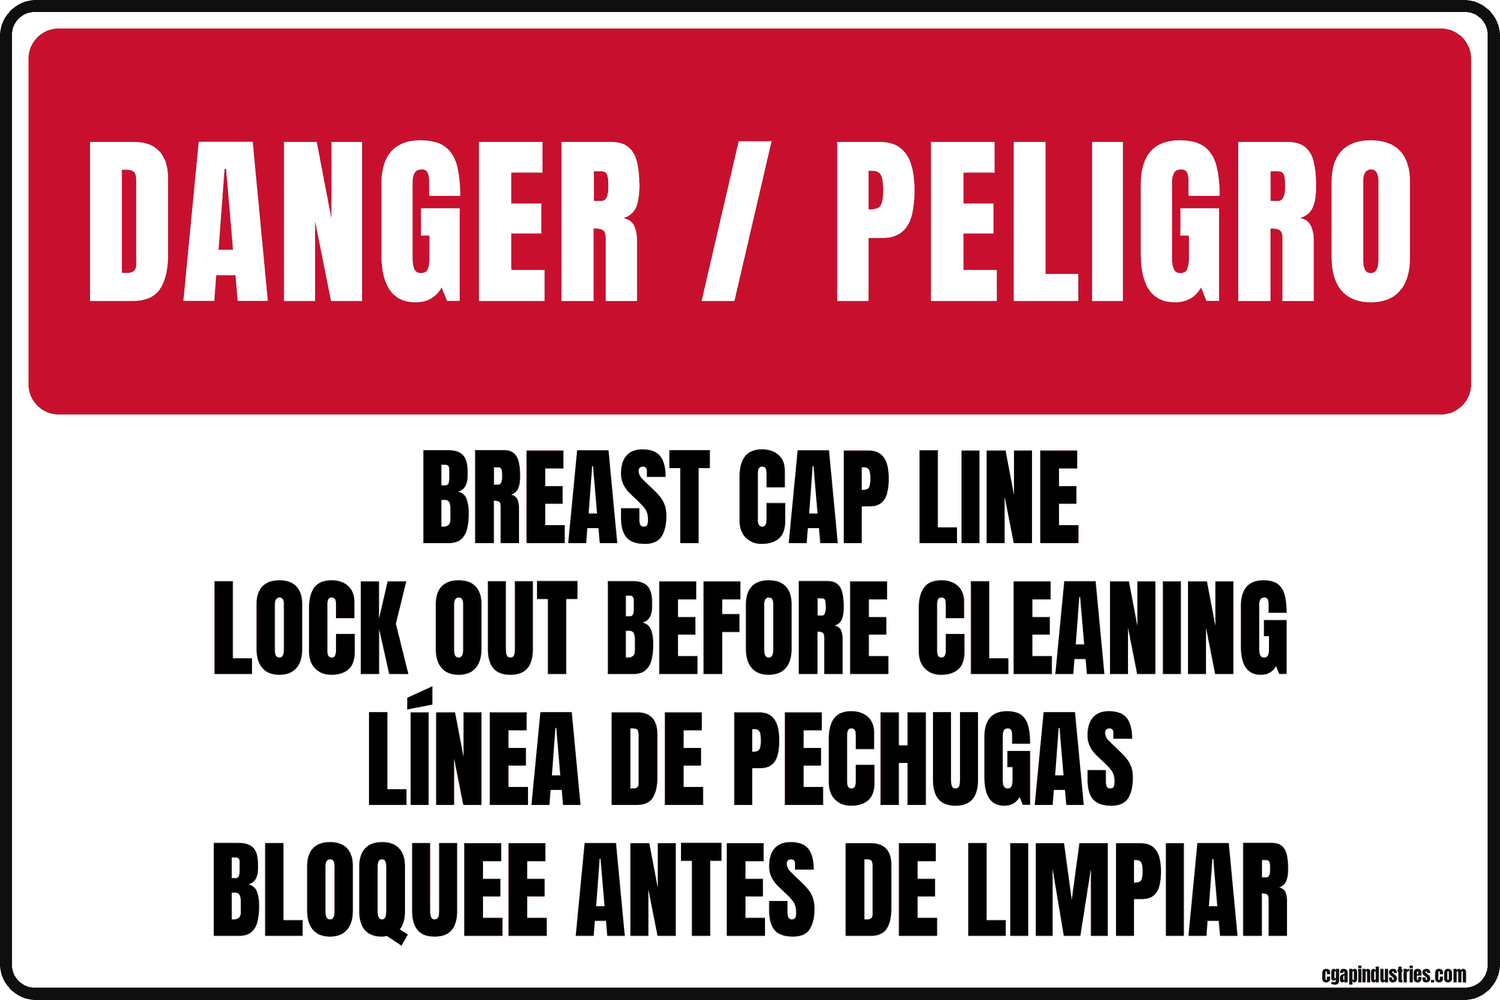 DANGER / PELIGRO
BREAST CAP LINE
LOCK OUT BEFORE CLEANING
LÍNEA DE PECHUGAS
BLOQUEE ANTES DE LIMPIAR
cgapindustries.com